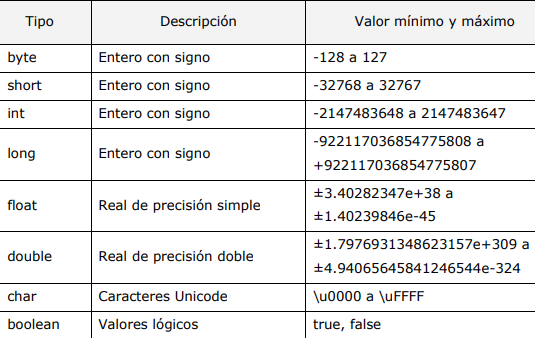 Tipo Descripción Valor mínimo y máximo
byte Entero con signo -128 a 127
short Entero con signo -32768 a 32767
int Entero con signo -2147483648 a 2147483647
long Entero con signo -922117036854775808 a
+922117036854775807
float Real de precisión simple ±3.40282347e+38 a
±1.40239846e-45
double Real de precisión doble ±1.7976931348623157e+309 a
±4.94065645841246544e-324
char Caracteres Unicode \u0000 a \uFFFF
boolean Valores lógicos true, false